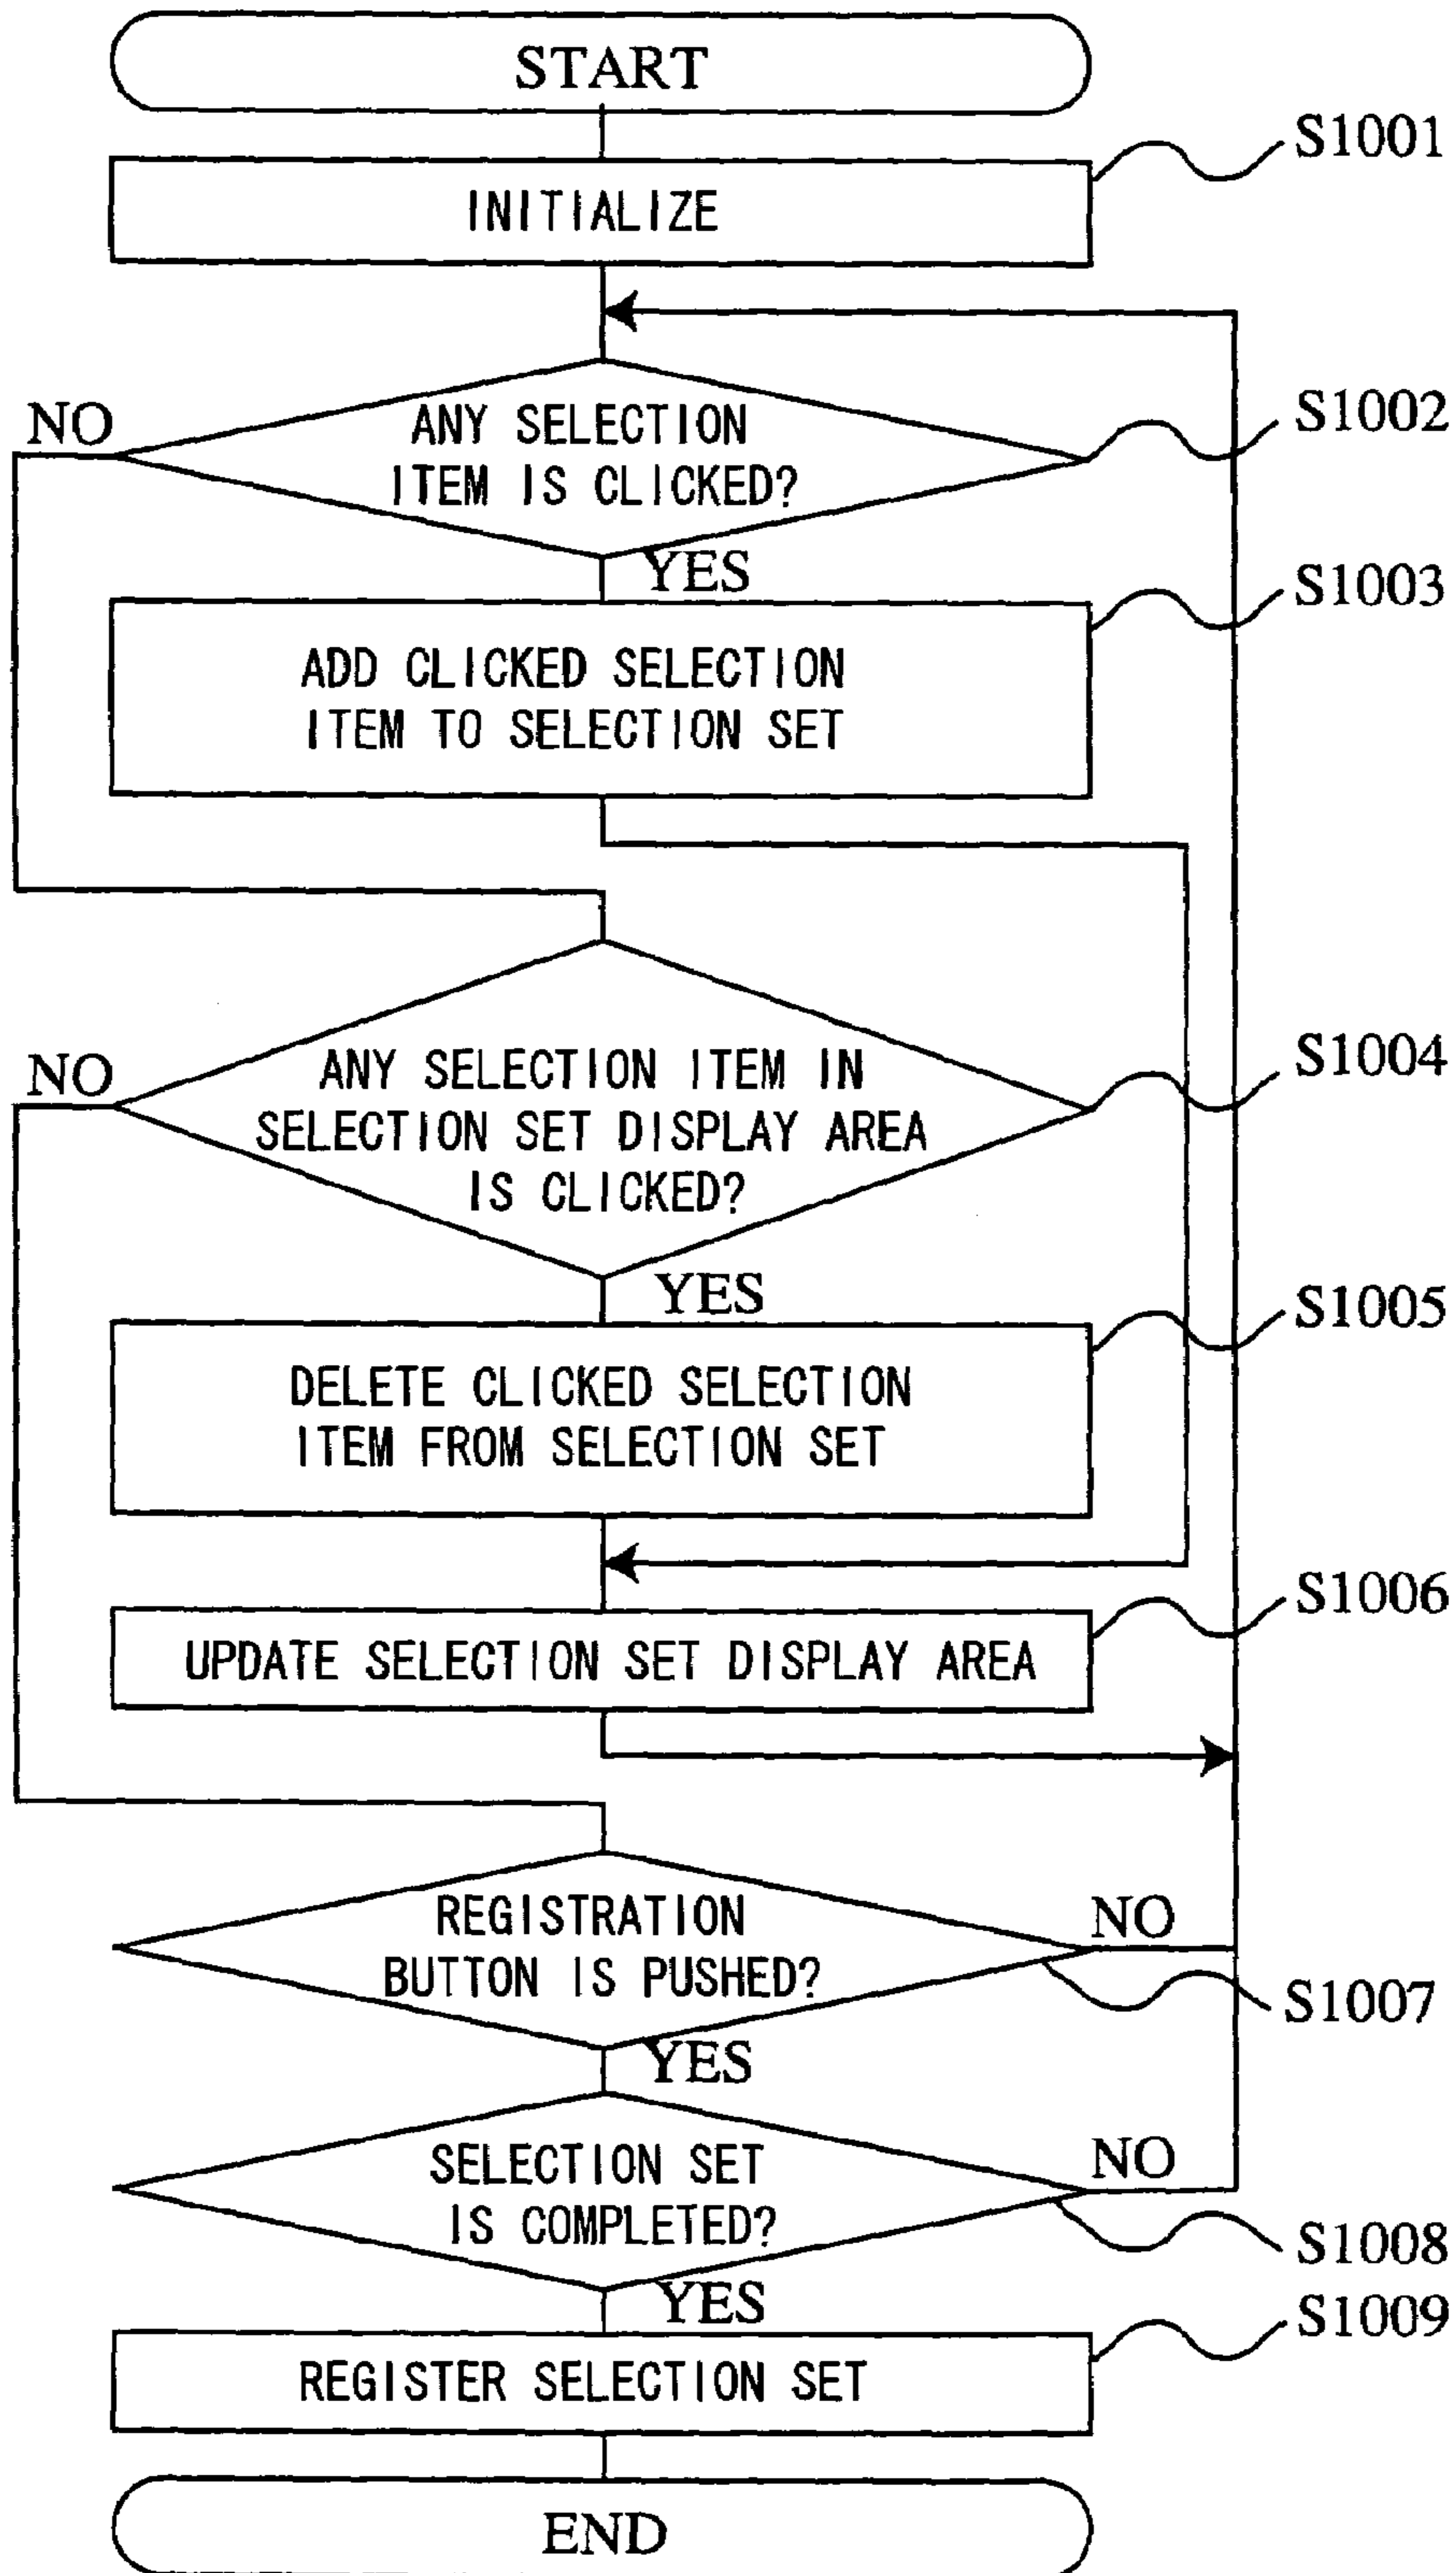 START
S1001
INITIALIZE
NO
ANY SELECTION
ITEM IS CLICKED?
S1002
YES
S1003
ADD CLICKED SELECTION
ITEM TO SELECTION SET
NO
ANY SELECTION ITEM IN
SELECTION SET DISPLAY AREA
IS CLICKED?
S1004
YES
S1005
DELETE CLICKED SELECTION
ITEM FROM SELECTION SET
S1006
UPDATE SELECTION SET DISPLAY AREA
REGISTRATION
BUTTON IS PUSHED?
NO
S1007
YES
SELECTION SET
IS COMPLETED?
NO
S1008
YES
S1009
REGISTER SELECTION SET
END